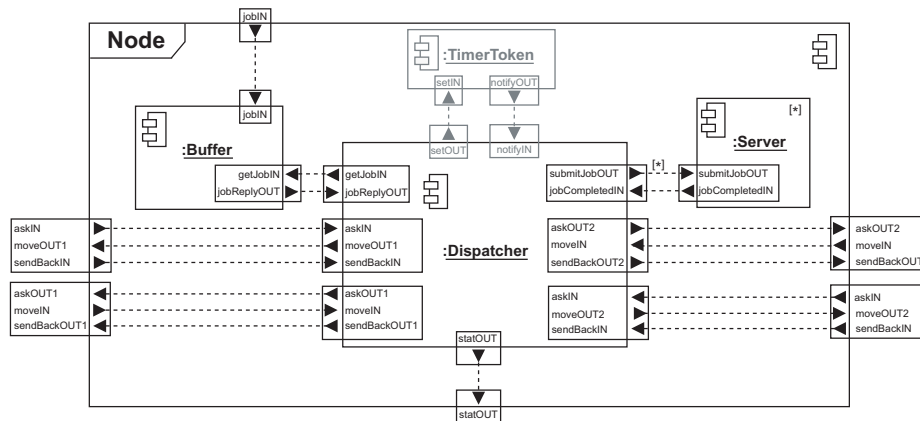 jobIN
Node
:TimerToken
setIN
notifyOUT
jobIN
[*]
:Server
:Buffer
setOUT
notifyIN
getJobIN
jobReplyOUT
getJobIN
jobReplyOUT
submitJobOUT
jobCompletedIN
[*]
submitJobOUT
jobCompletedIN
askIN
moveOUT1
sendBackIN
askIN
moveOUT1
sendBackIN
:Dispatcher
askOUT2
moveIN
sendBackOUT2
askOUT2
moveIN
sendBackOUT
askOUT1
moveIN
sendBackOUT1
askOUT1
moveIN
sendBackOUT1
askIN
moveOUT2
sendBackIN
askIN
moveOUT2
sendBackIN
statOUT
statOUT